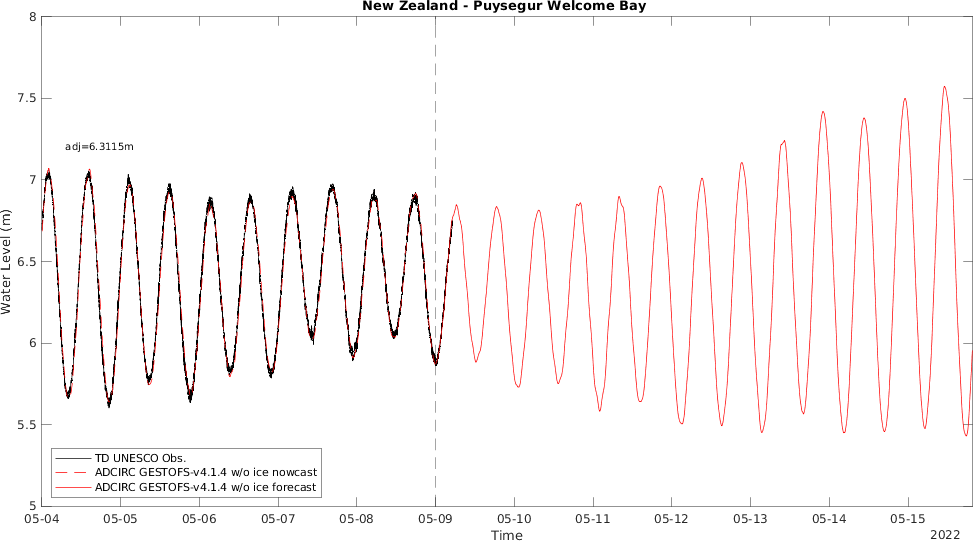 New Zealand - Puysegur Welcome Bay
8
7.5
7
6.5
6
5.5
5
Water Level (m)
adj=6.3115m
TD UNESCO Obs.
ADCIRC GESTOFS-v4.1.4 w/o ice nowcast
ADCIRC GESTOFS-v4.1.4 w/o ice forecast
05-04 05-05 05-06 05-07 05-08 05-09 05-10 05-11 05-12 05-13 05-14 05-15
Time
2022